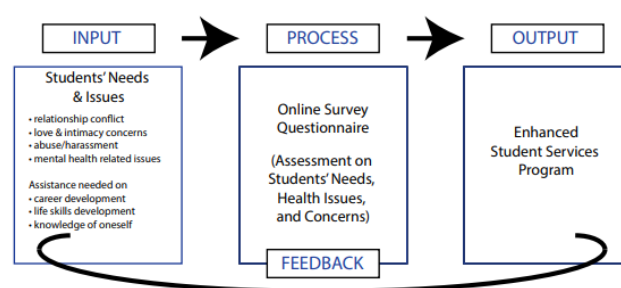 INPUT
PROCESS
OUTPUT
Students' Needs
& Issues
• relationship conflict
• love & intimacy concerns
• abuse/harassment
• mental health related issues
Assistance needed on
• career development
• life skills development
• knowledge of oneself
Online Survey
Questionnaire
(Assessment on
Students' Needs,
Health Issues,
and Concerns)
Enhanced
Student Services
Program
FEEDBACK